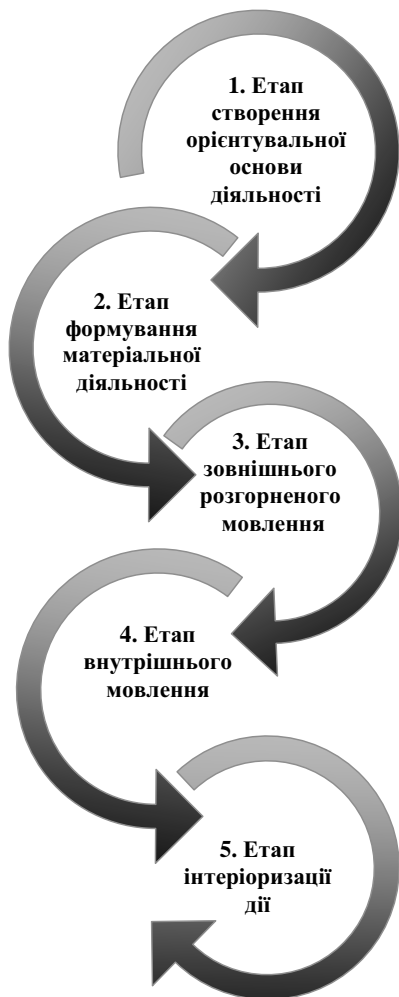 1. Етап
створення
орієнтувальної
основи
діяльності
2. Етап
формування
матеріальної
діяльності
3. Етап
зовнішнього
розгорненого
мовлення
4. Етап
внутрішнього
мовлення
5. Етап
інтеріоризації
дії